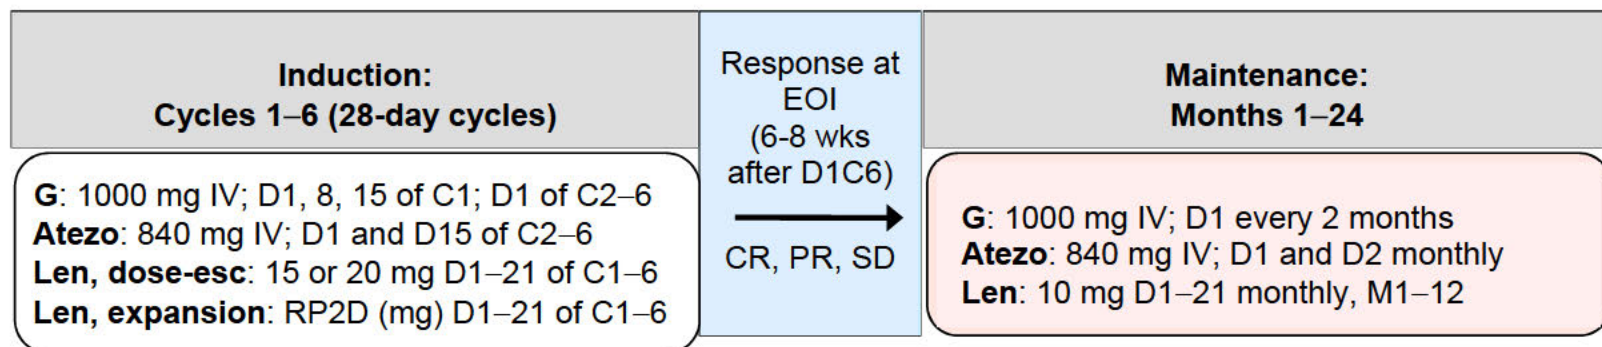 Induction:
Cycles 1–6 (28-day cycles)
G: 1000 mg IV; D1, 8, 15 of C1; D1 of C2–6
Atezo: 840 mg IV; D1 and D15 of C2–6
Len, dose-esc: 15 or 20 mg D1–21 of C1–6
Len, expansion: RP2D (mg) D1–21 of C1–6
Response at
EOI
(6-8 wks
after D1C6)
CR, PR, SD
Maintenance:
Months 1–24
G: 1000 mg IV; D1 every 2 months
Atezo: 840 mg IV; D1 and D2 monthly
Len: 10 mg D1–21 monthly, M1–12